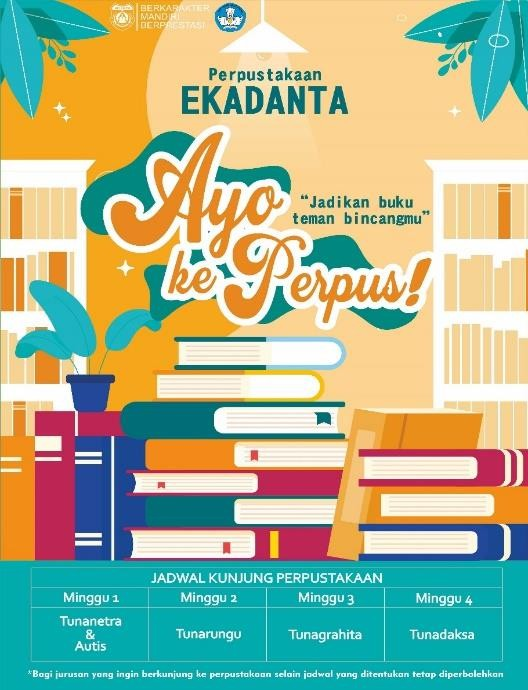 BERKARAKTER
MANDIRI
BERPRESTASI
Perpustakaan
EKADANTA
Ayo
ke Perpus!
"Jadikan buku
teman bincangmu"
JADWAL KUNJUNG PERPUSTAKAAN
Minggu 1 Minggu 2 Minggu 3 Minggu 4
Tunanetra
&
Autis
Tunarungu Tunagrahita Tunadaksa
*Bagi jurusan yang ingin berkunjung ke perpustakaan selain jadwal yang ditentukan tetap diperbolehkan